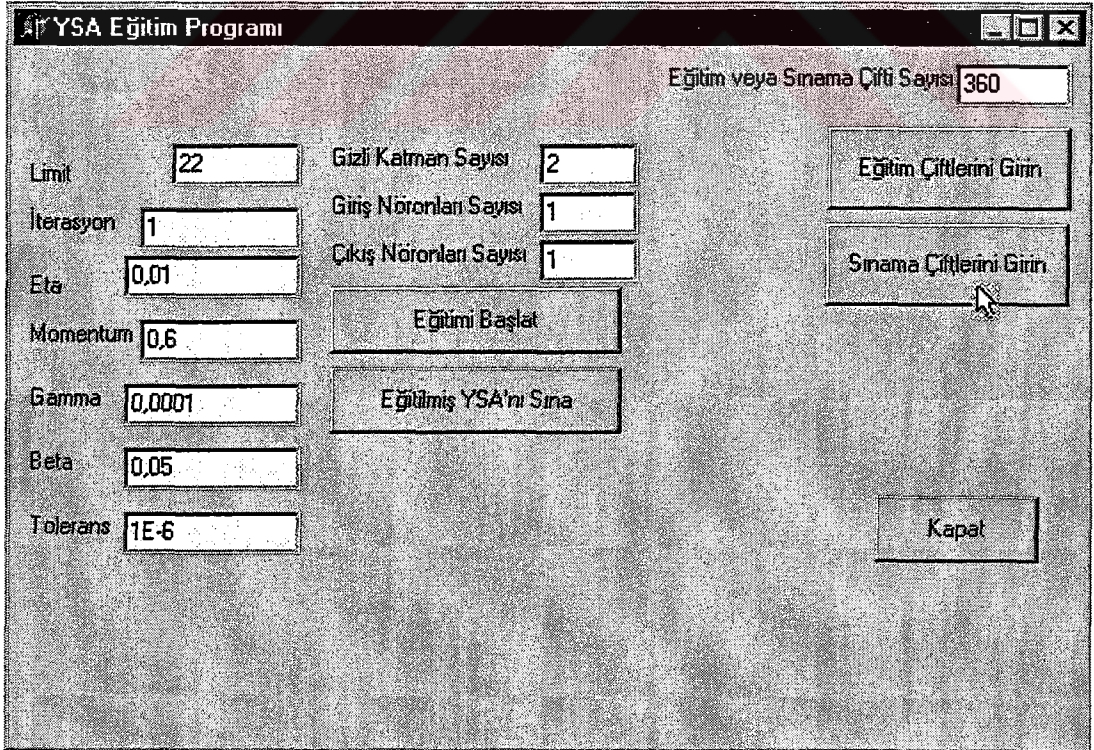 YSA Eğitim Programı
Eğitim veya Sınama Çifti Sayısı 360
Limit 22
İterasyon 1
Eta 0,01
Momentum 0,6
Gamma 0,0001
Beta 0,05
Tolerans 1E-6
Gizli Katman Sayısı 2
Giriş Nöronları Sayısı 1
Çıkış Nöronları Sayısı 1
Eğitimi Başlat
Eğitilmiş YSA'nı Sına
Eğitim Çiftlerini Girin
Sınama Çiftlerini Girin
Kapat